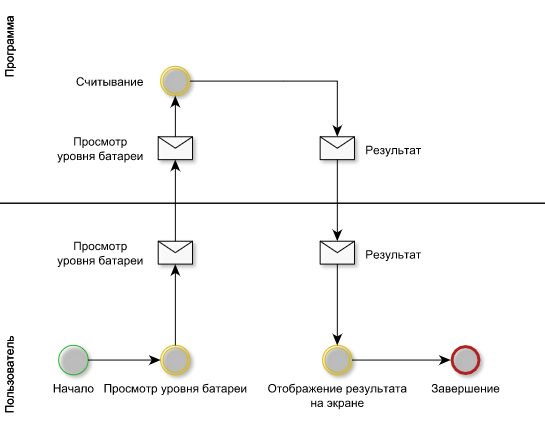 Программа
Считывание
Просмотр
уровня батареи
Результат
Просмотр
уровня батареи
Результат
Пользователь
Начало
Просмотр уровня батареи
Отображение результата
на экране
Завершение